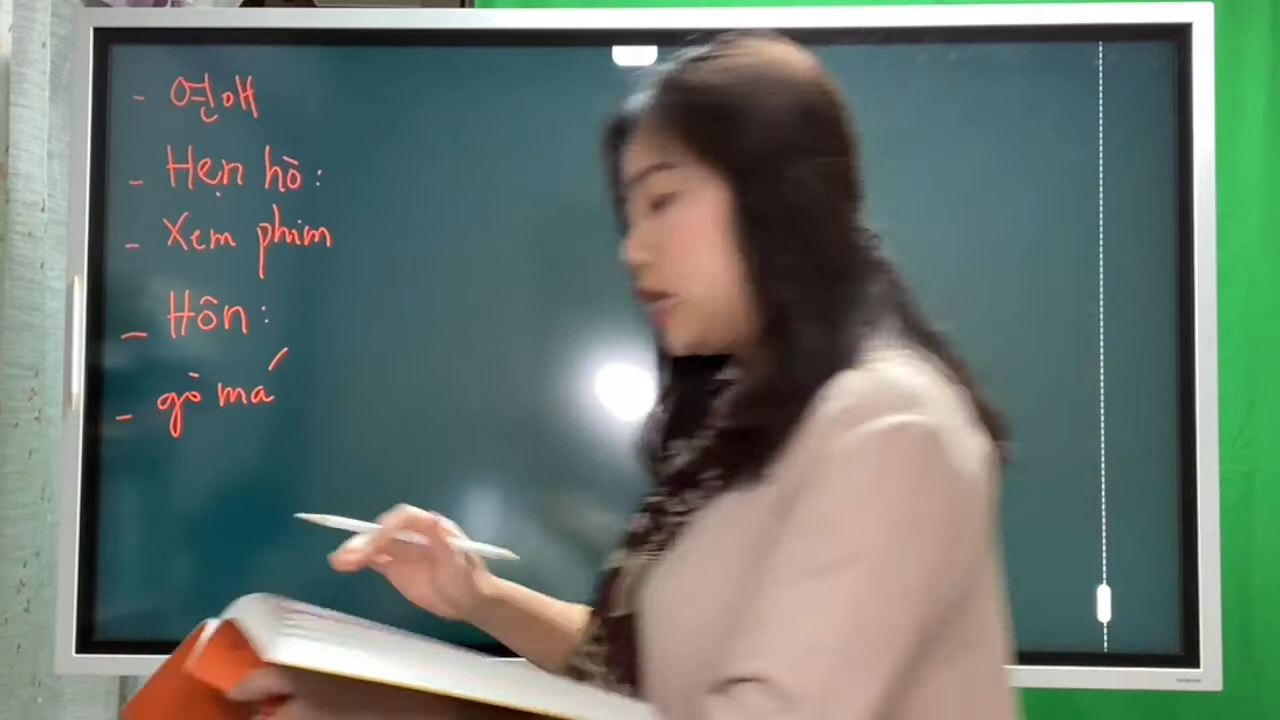 - 연애
- Hẹn hò:
- Xem phim
- Hôn:
- gò má